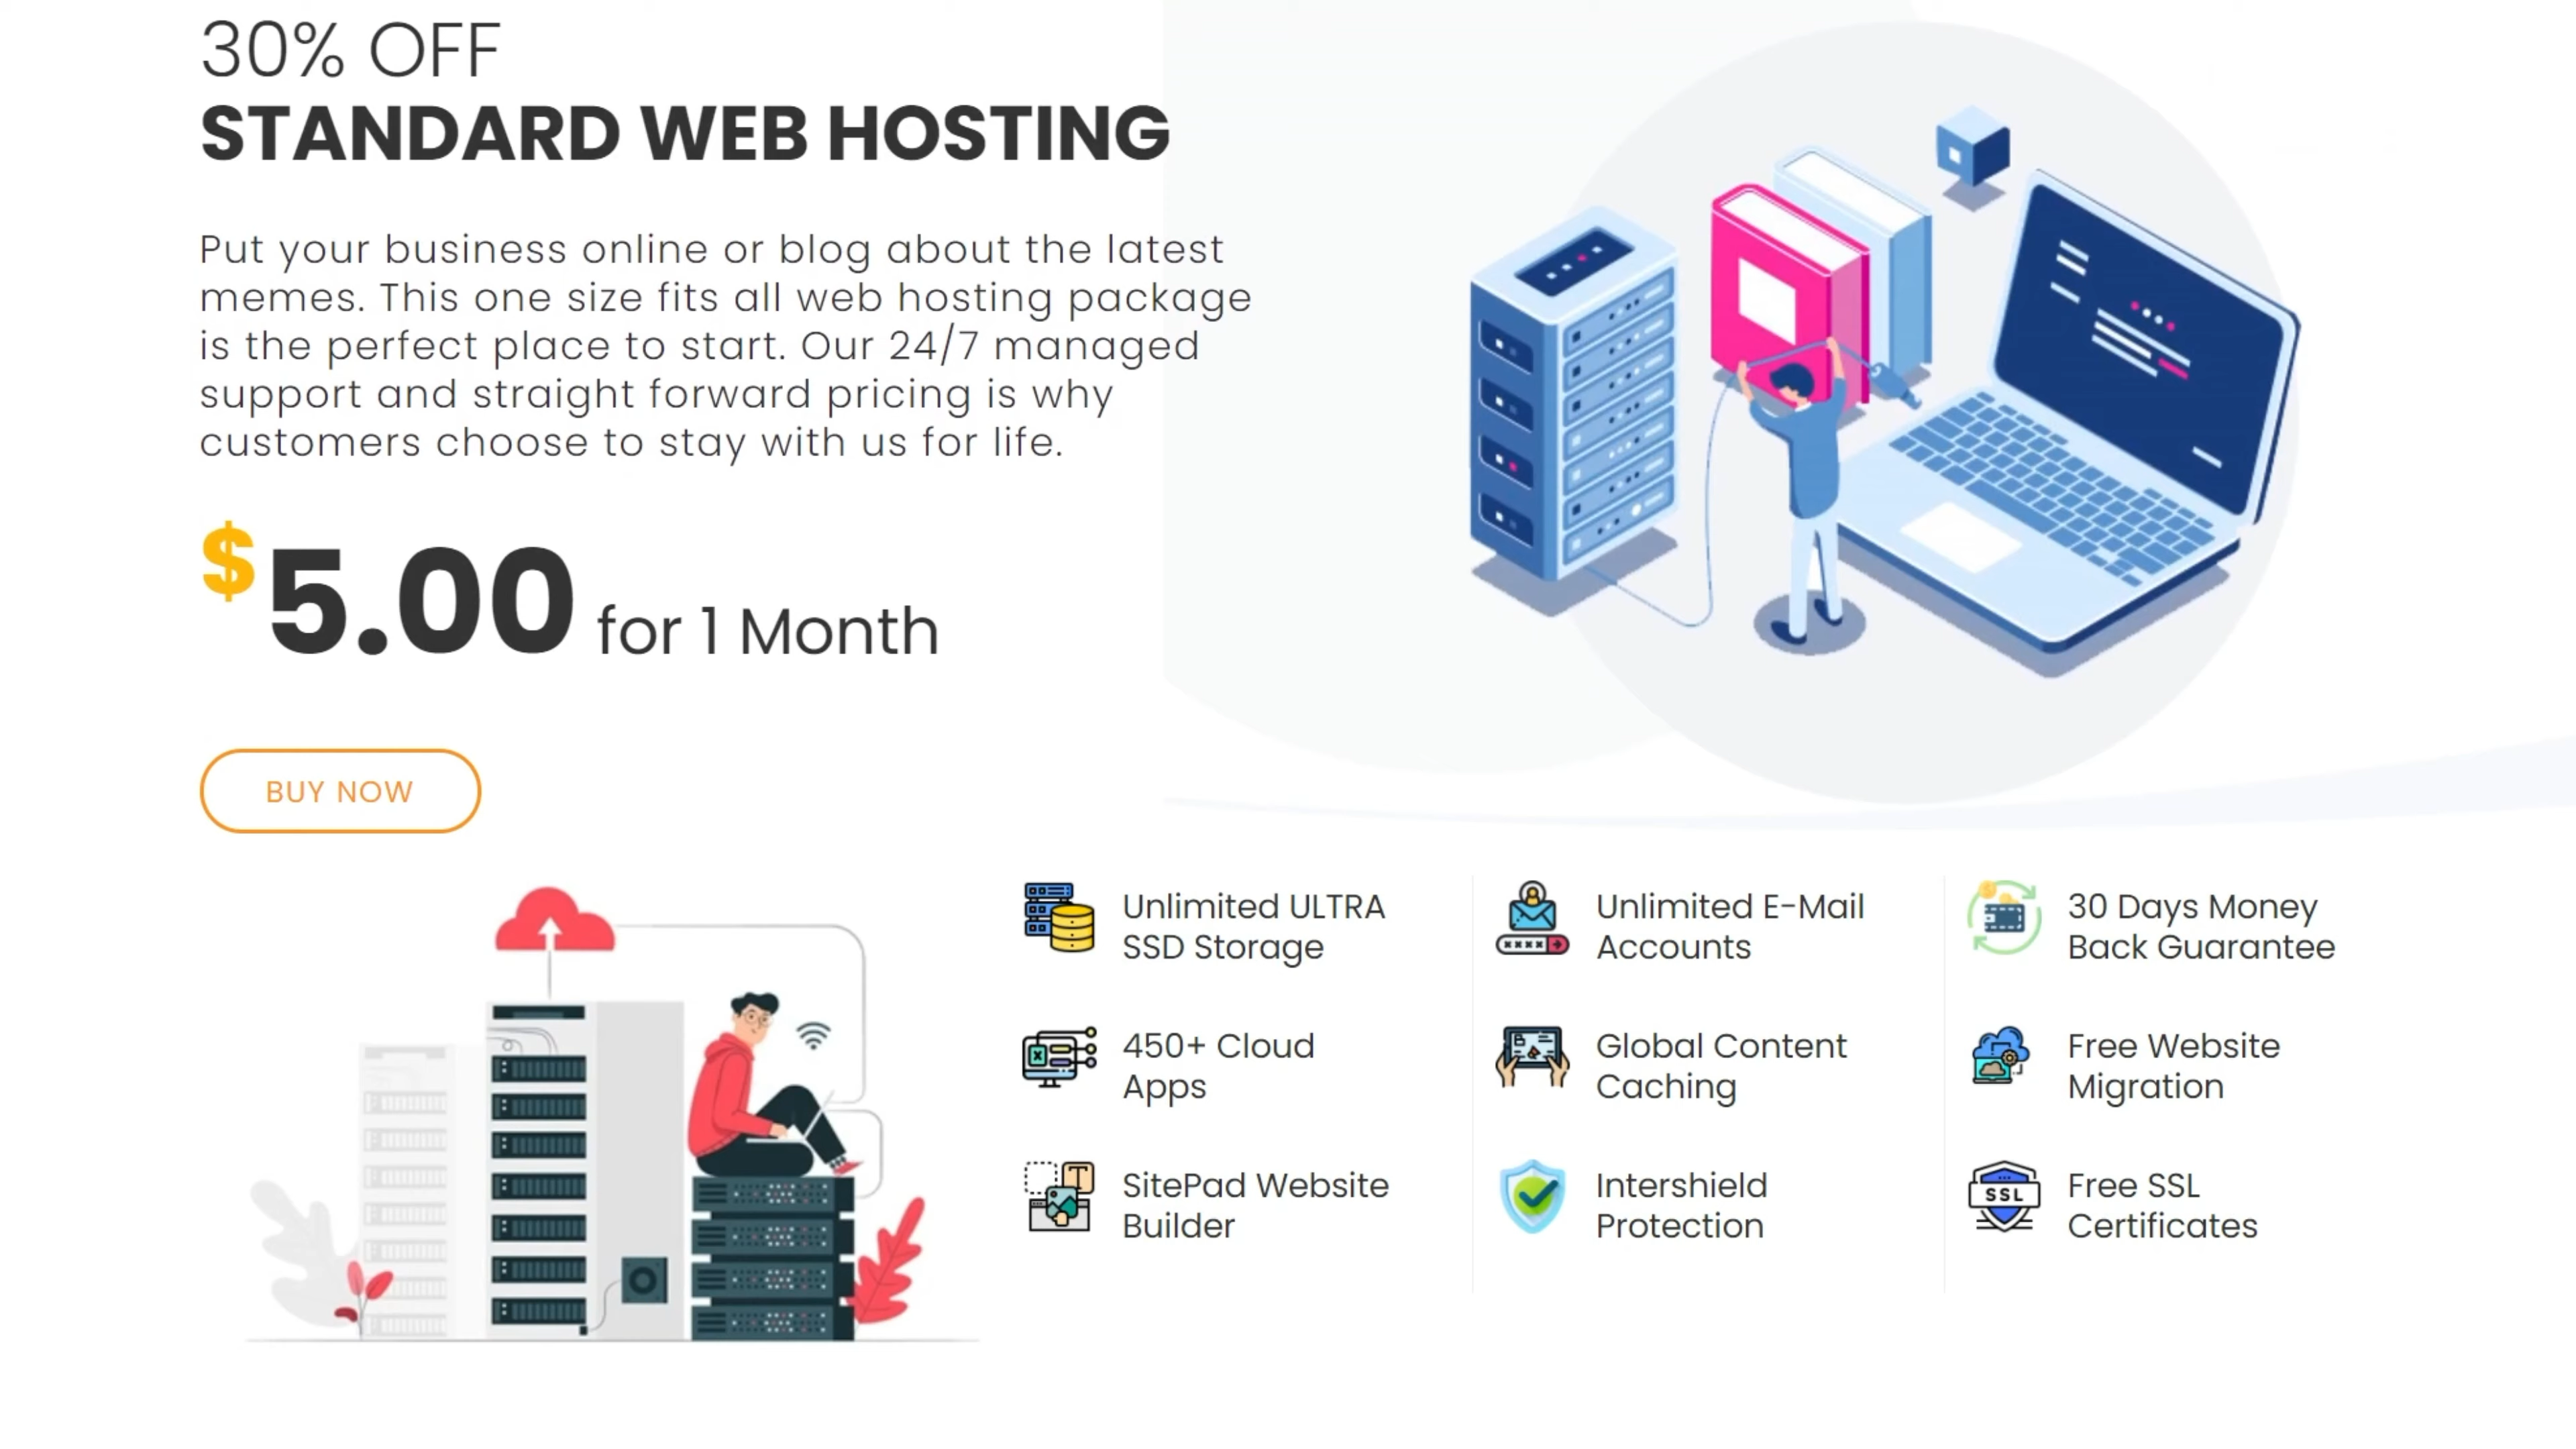 30% OFF
STANDARD WEB HOSTING
Put your business online or blog about the latest
memes. This one size fits all web hosting package
is the perfect place to start. Our 24/7 managed
support and straight forward pricing is why
customers choose to stay with us for life.
$5.00 for 1 Month
BUY NOW
Unlimited ULTRA
SSD Storage
Unlimited E-Mail
Accounts
30 Days Money
Back Guarantee
450+ Cloud
Apps
Global Content
Caching
Free Website
Migration
SitePad Website
Builder
Intershield
Protection
SSL
Free SSL
Certificates